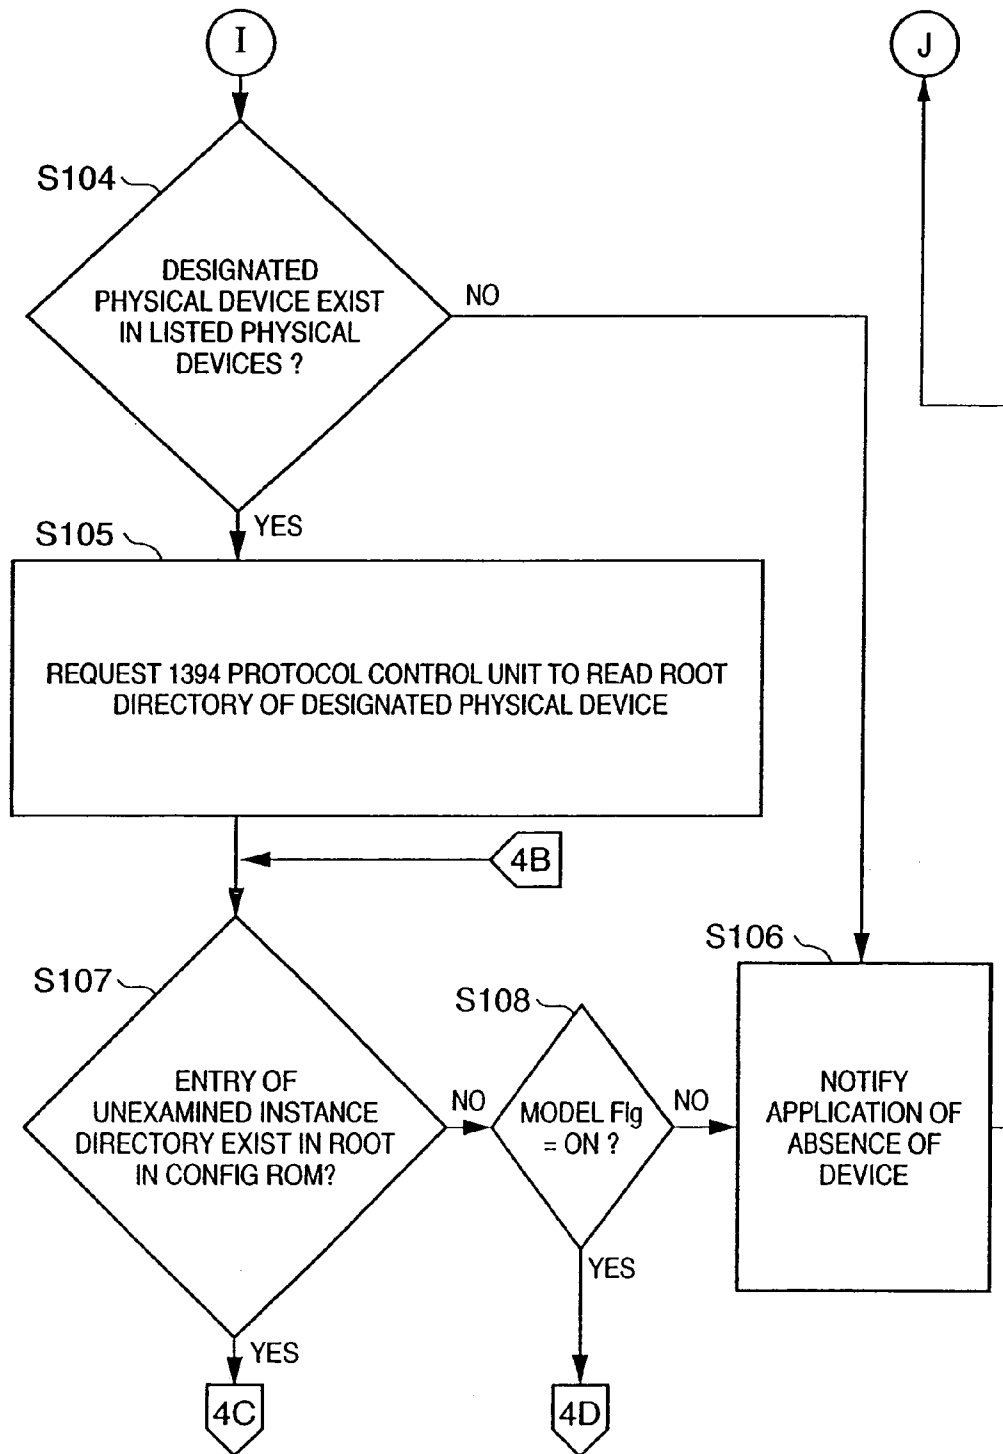 I
J
S104
DESIGNATED
PHYSICAL DEVICE EXIST
IN LISTED PHYSICAL
DEVICES ?
NO
YES
S105
REQUEST 1394 PROTOCOL CONTROL UNIT TO READ ROOT
DIRECTORY OF DESIGNATED PHYSICAL DEVICE
4B
S107
ENTRY OF
UNEXAMINED INSTANCE
DIRECTORY EXIST IN ROOT
IN CONFIG ROM?
NO
YES
S108
MODEL Flg
= ON ?
NO
YES
S106
NOTIFY
APPLICATION OF
ABSENCE OF
DEVICE
4C
4D